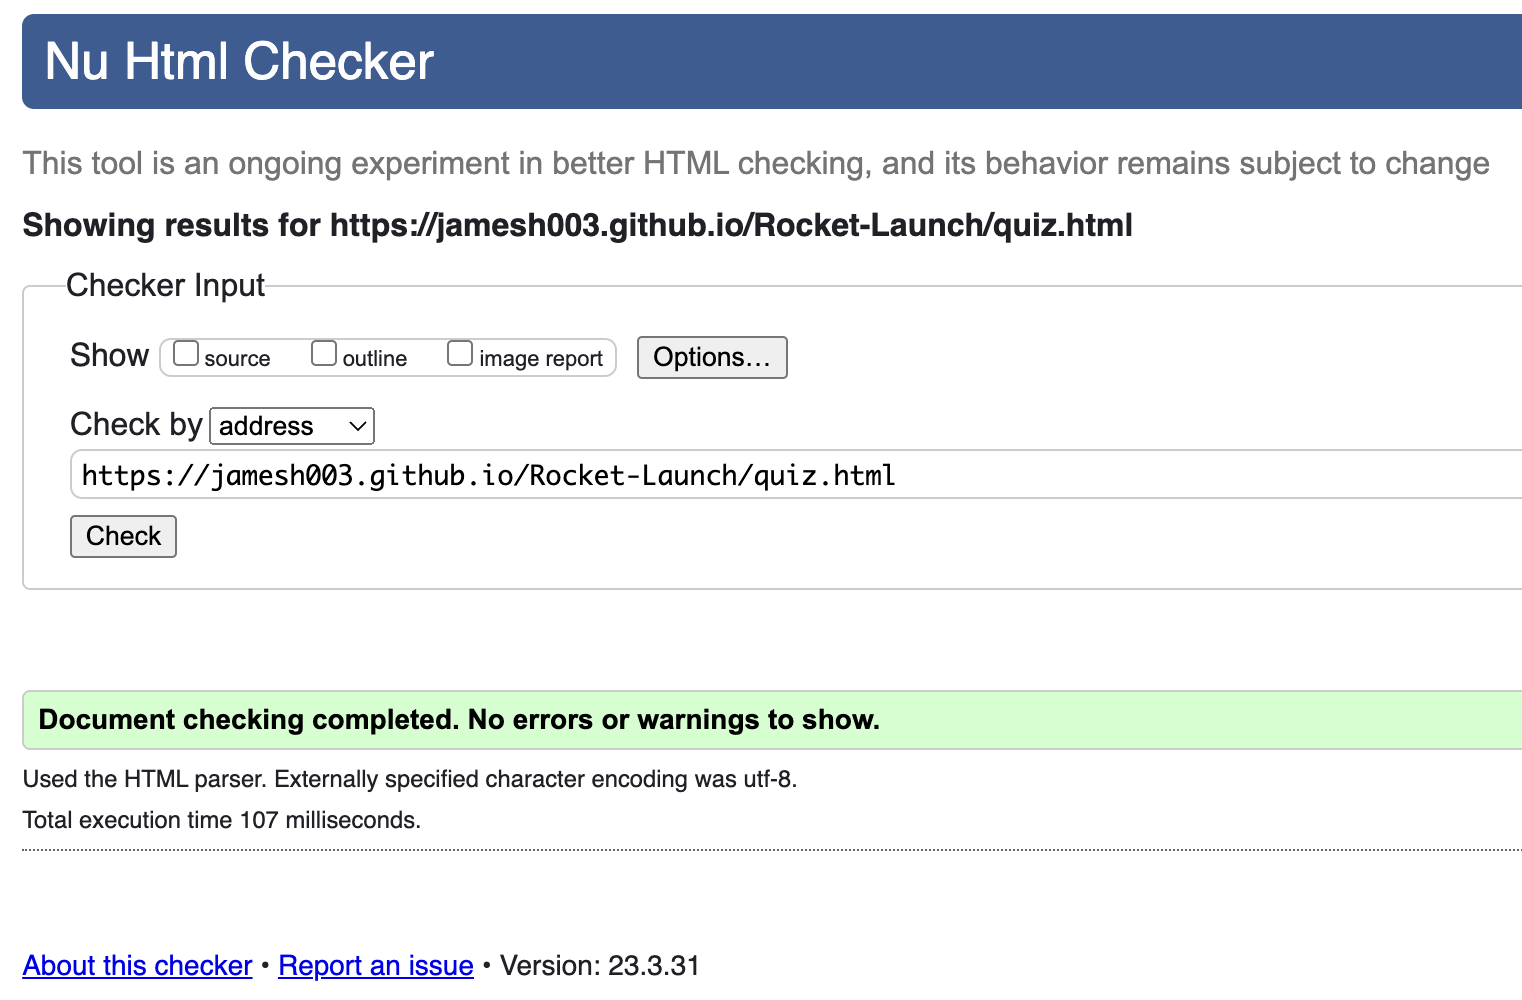 Nu Html Checker
This tool is an ongoing experiment in better HTML checking, and its behavior remains subject to change
Showing results for https://jamesh003.github.io/Rocket-Launch/quiz.html
Checker Input
Show source outline image report Options...
Check by address
https://jamesh003.github.io/Rocket-Launch/quiz.html
Check
Document checking completed. No errors or warnings to show.
Used the HTML parser. Externally specified character encoding was utf-8.
Total execution time 107 milliseconds.
About this checker • Report an issue • Version: 23.3.31